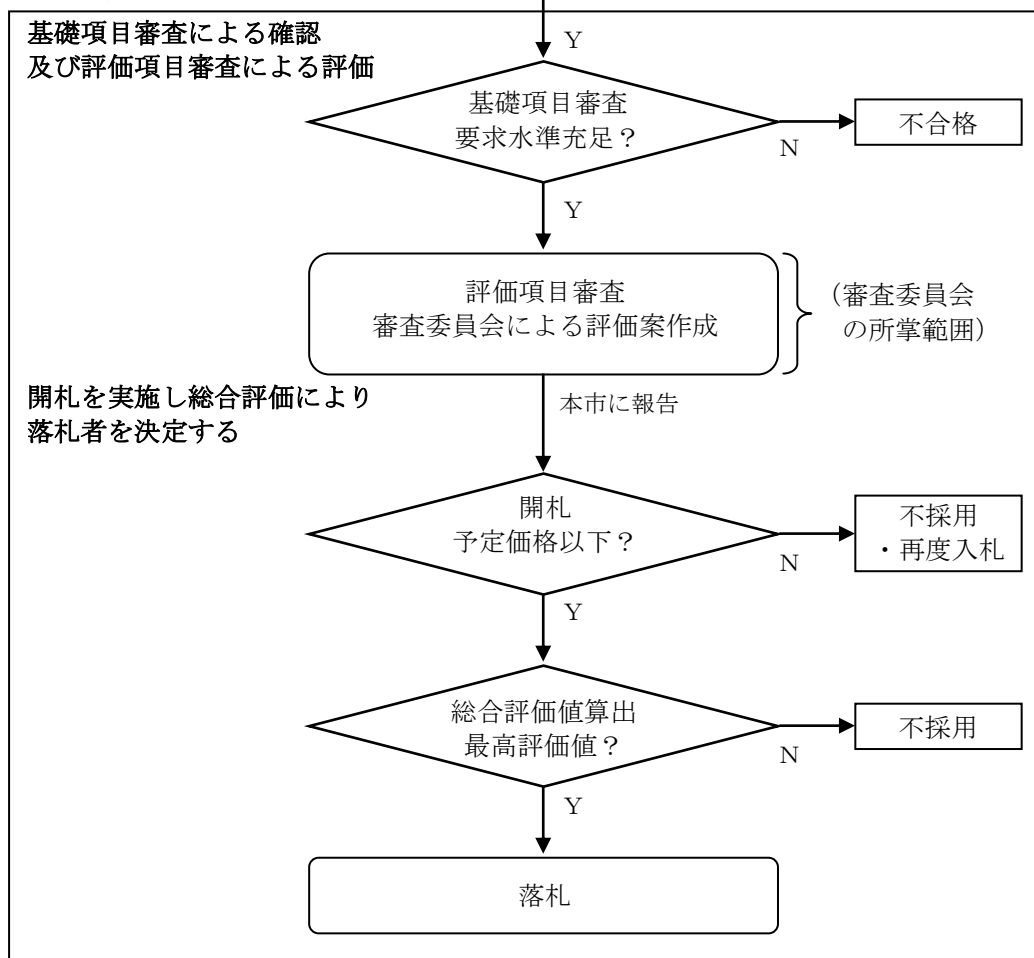 基礎項目審査による確認
及び評価項目審査による評価
Y
基礎項目審査
要求水準充足？
N
不合格
Y
評価項目審査
審査委員会による評価案作成
（審査委員会
の所掌範囲）
開札を実施し総合評価により
落札者を決定する
本市に報告
開札
予定価格以下？
N
不採用
・再度入札
Y
総合評価値算出
最高評価値？
N
不採用
Y
落札